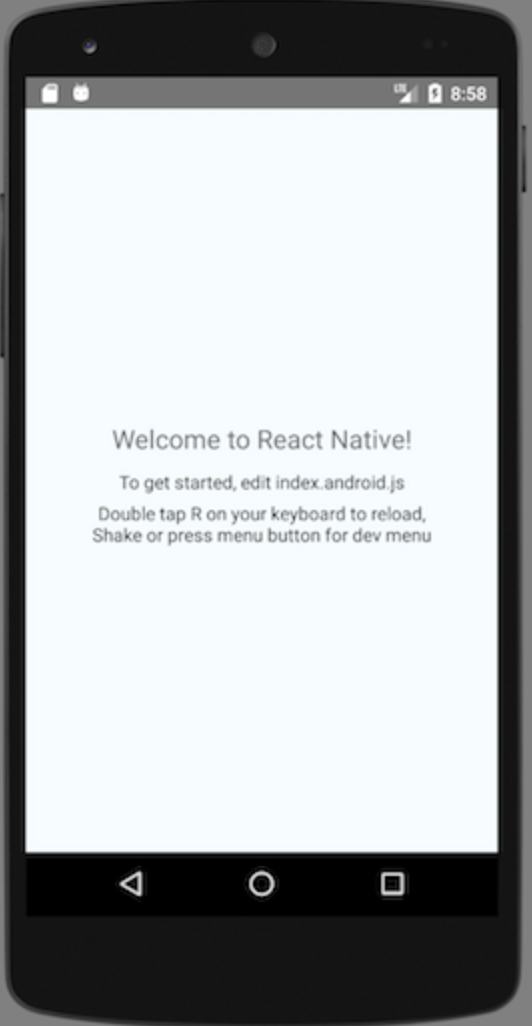 LTE 8:58
Welcome to React Native!
To get started, edit index.android.js
Double tap R on your keyboard to reload,
Shake or press menu button for dev menu